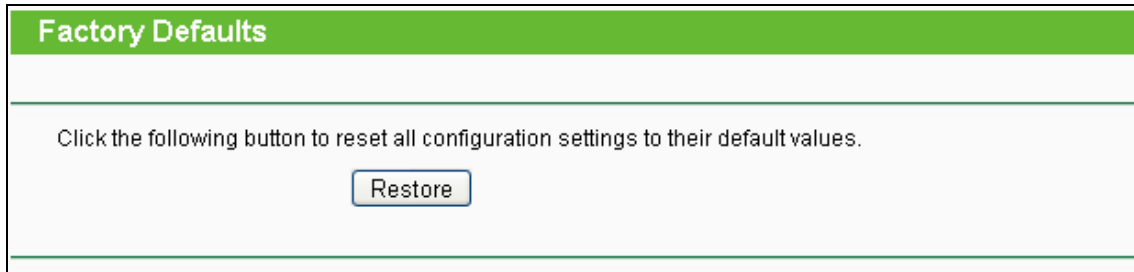 Factory Defaults
Click the following button to reset all configuration settings to their default values.
Restore